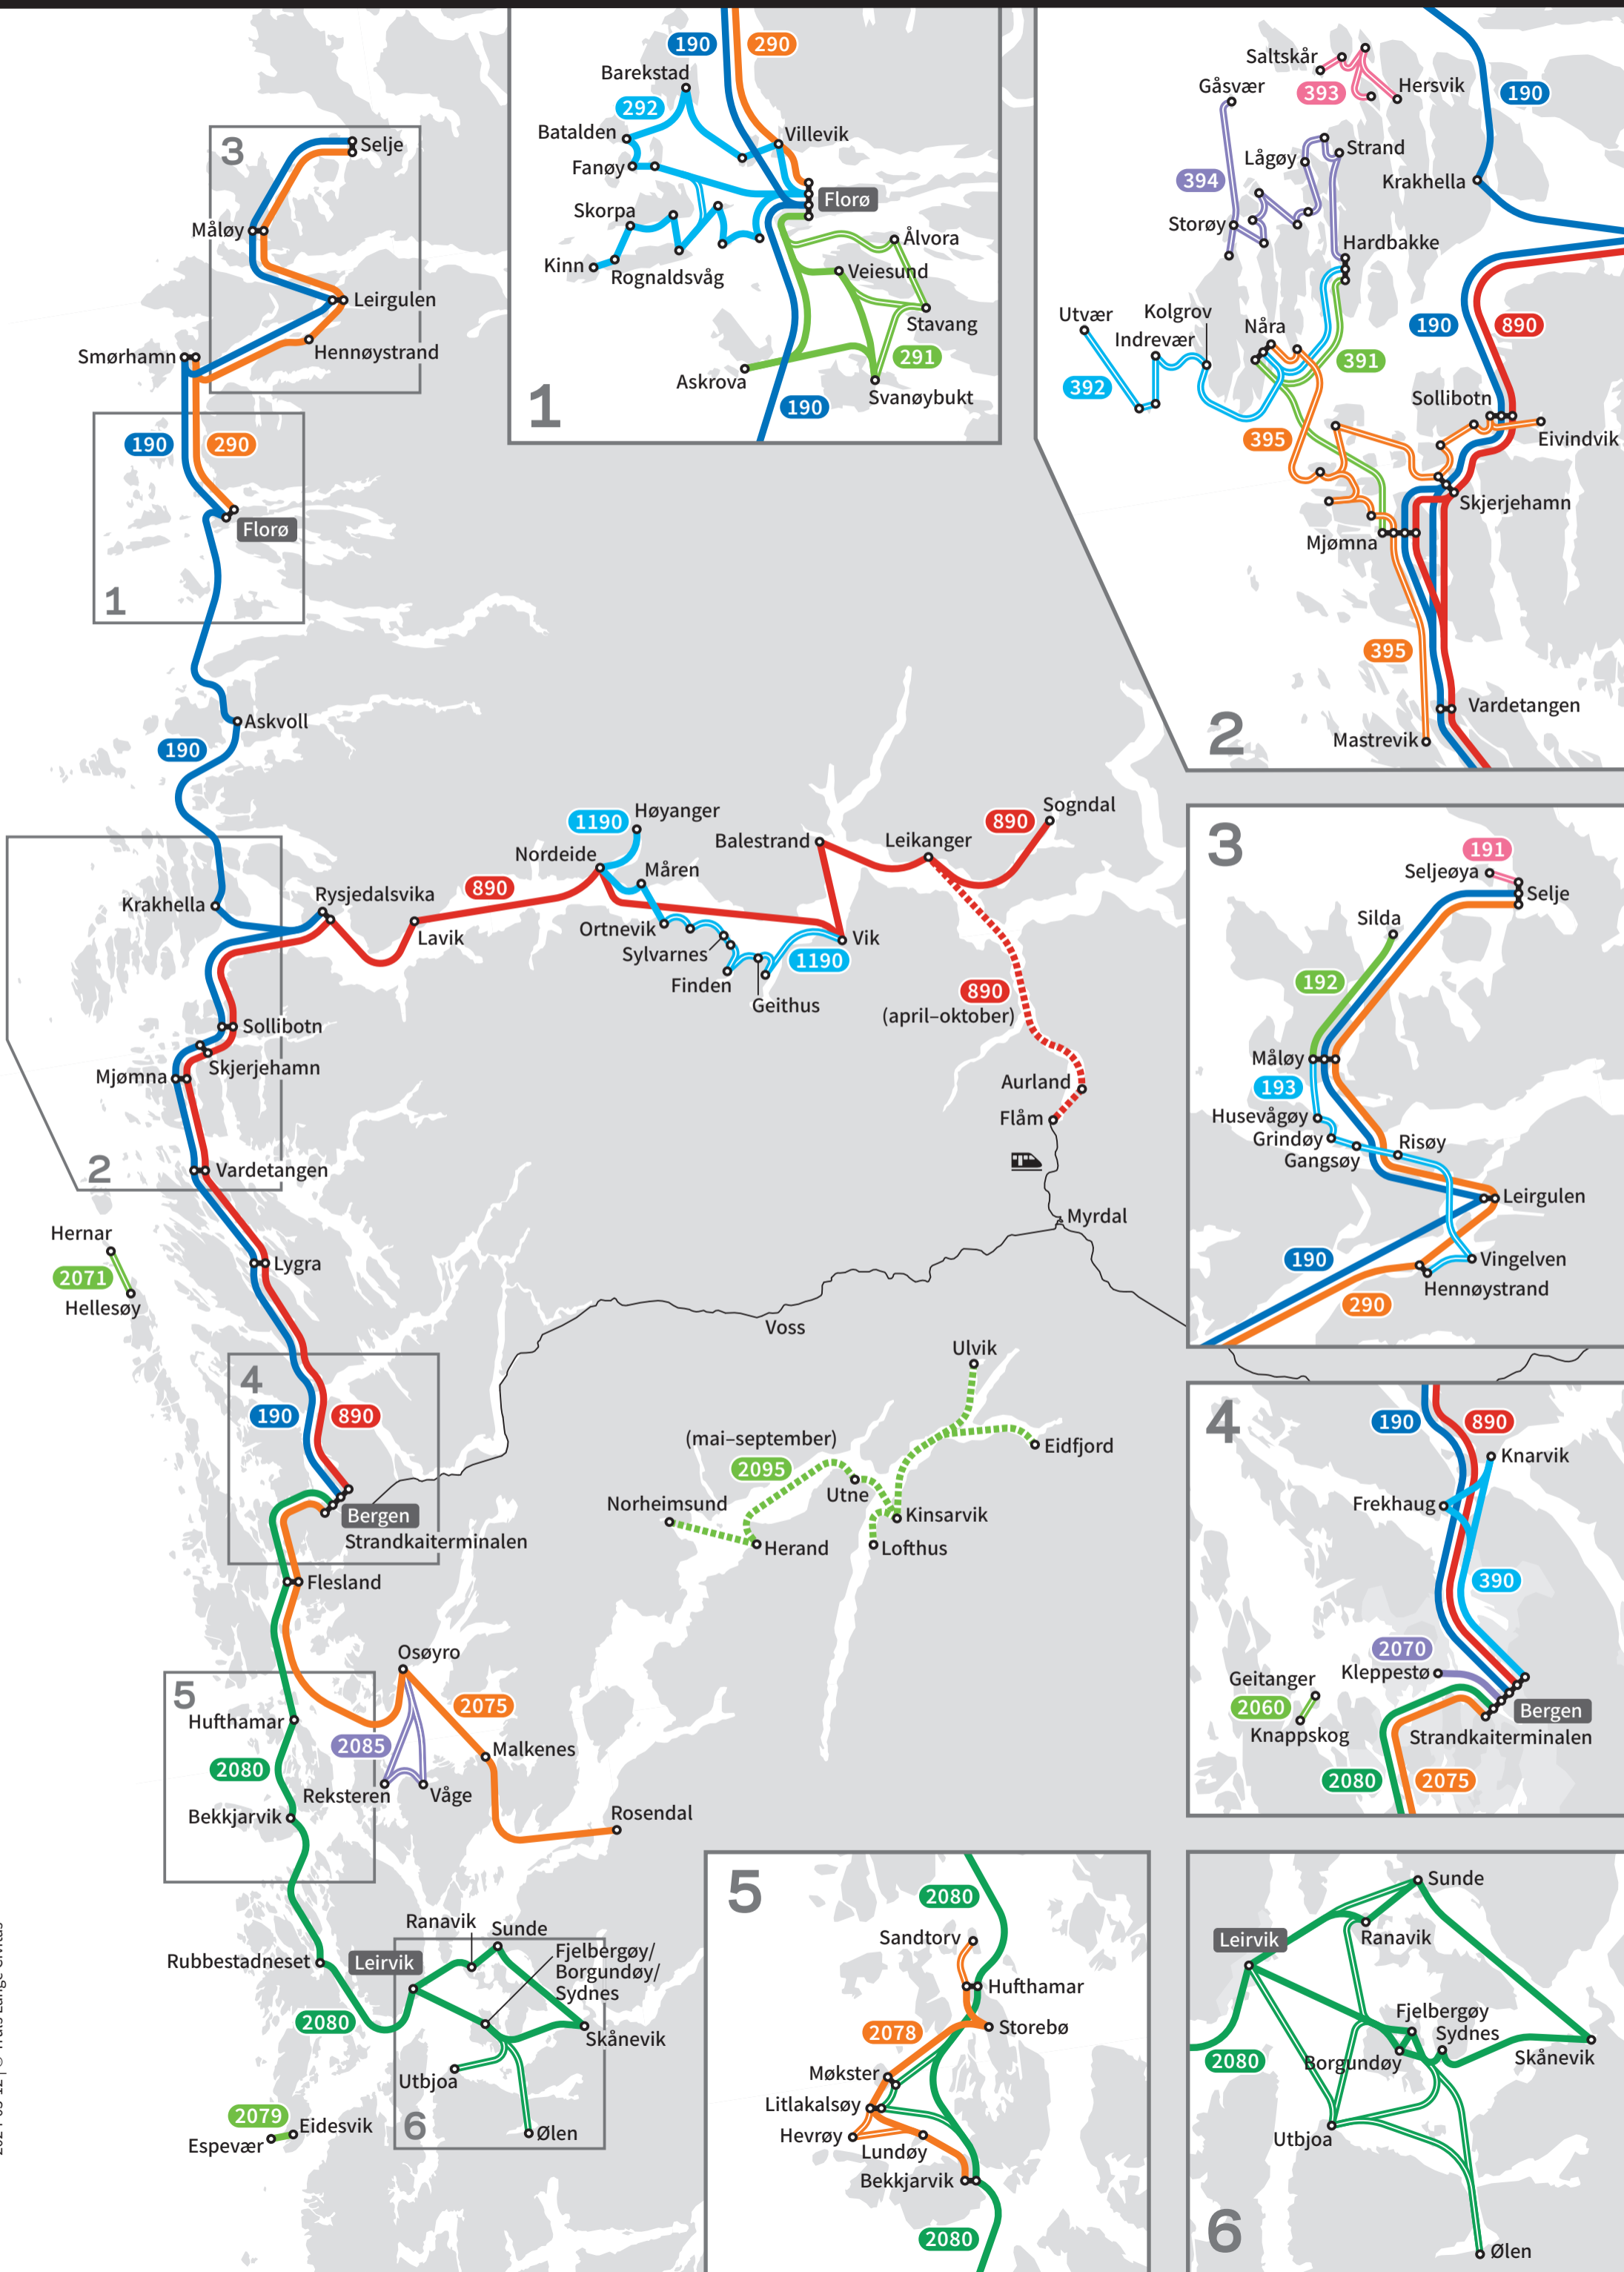 3
Selje
Måløy
Leirgulen
Smørhamn
Hennøystrand
190
290
Florø
1
Askvoll
190
Krakhella
Rysjedalsvika
890
Lavik
Nordeide
1190
Høyanger
Måren
Ortnevik
Sylvarnes
Finden
Geithus
1190
Vik
Balestrand
Leikanger
890
Sogndal
890
(april–oktober)
Aurland
Flåm
Myrdal
Voss
Sollibotn
Skjerjehamn
Mjømna
2
Vardetangen
Hernar
2071
Hellesøy
Lygra
4
190
890
Bergen
Strandkaiterminalen
Flesland
(mai–september)
2095
Norheimsund
Herand
Utne
Kinsarvik
Lofthus
Ulvik
Eidfjord
5
Osøyro
2075
Hufthamar
2085
Malkenes
2080
Reksteren
Våge
Bekkjarvik
Rosendal
Rubbestadneset
Ranavik
Sunde
Leirvik
Fjelbergøy/
Borgundøy/
Sydnes
2080
Skånevik
Utbjoa
6
Ølen
2079
Eidesvik
Espevær
190
290
Barekstad
292
Batalden
Villevik
Fanøy
Florø
Skorpa
Ålvora
Kinn
Rognaldsvåg
Veiesund
Stavang
291
Askrova
Svanøybukt
1
190
Saltskår
393
Hersvik
190
Gåsvær
Strand
Lågøy
394
Krakhella
Storøy
Hardbakke
Utvær
Kolgrov
Indrevær
Nåra
190
890
392
391
Sollibotn
395
Eivindvik
Skjerjehamn
Mjømna
395
Vardetangen
2
Mastrevik
3
191
Seljeøya
Selje
Silda
192
Måløy
193
Husevågøy
Grindøy
Gangsøy
Risøy
Leirgulen
190
Vingelven
Hennøystrand
290
4
190
890
Knarvik
Frekhaug
390
2070
Kleppestø
Geitanger
2060
Knappskog
Bergen
Strandkaiterminalen
2080
2075
5
2080
Sandtorv
Hufthamar
2078
Storebø
Møkster
Litlakalsøy
Hevrøy
Lundøy
Bekkjarvik
2080
Sunde
Leirvik
Ranavik
Fjelbergøy
Sydnes
2080
Borgundøy
Skånevik
Utbjoa
6
Ølen